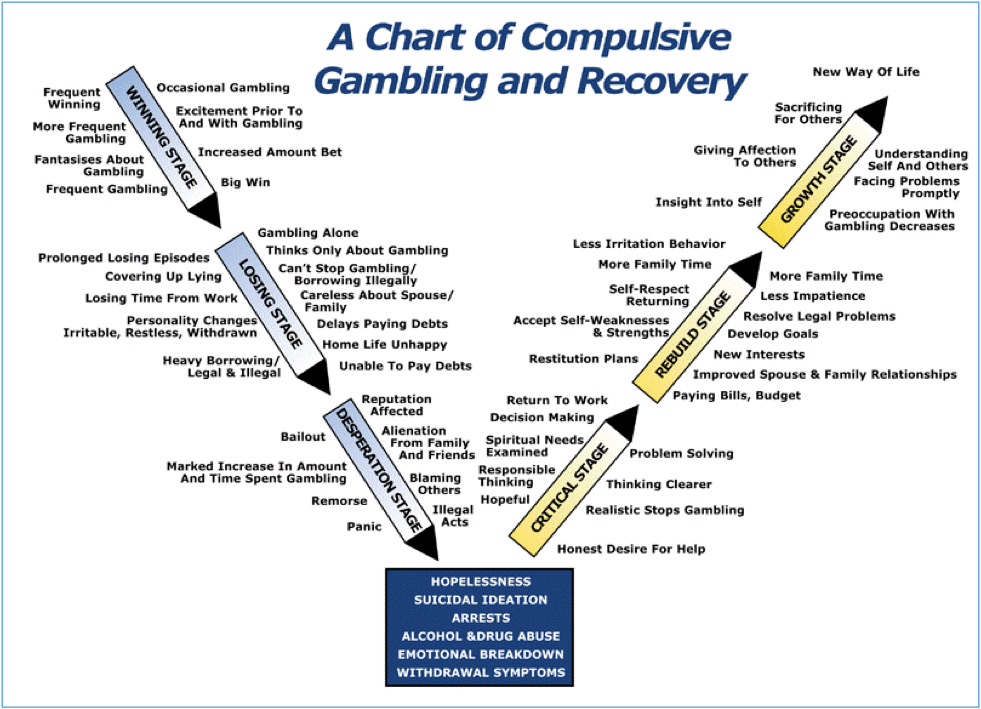 A Chart of Compulsive
Gambling and Recovery
WINNING STAGE
Frequent
Winning
More Frequent
Gambling
Fantasises About
Gambling
Frequent Gambling
Occasional Gambling
Excitement Prior To
And With Gambling
Increased Amount Bet
Big Win
LOSING STAGE
Prolonged Losing Episodes
Covering Up Lying
Losing Time From Work
Personality Changes
Irritable, Restless, Withdrawn
Heavy Borrowing/
Legal & Illegal
Gambling Alone
Thinks Only About Gambling
Can't Stop Gambling/
Borrowing Illegally
Careless About Spouse/
Family
Delays Paying Debts
Home Life Unhappy
Unable To Pay Debts
DESPERATION STAGE
Bailout
Marked Increase In Amount
And Time Spent Gambling
Remorse
Panic
Reputation
Affected
Alienation
From Family
And Friends
Blaming
Others
Illegal
Acts
HOPELESSNESS
SUICIDAL IDEATION
ARRESTS
ALCOHOL &DRUG ABUSE
EMOTIONAL BREAKDOWN
WITHDRAWAL SYMPTOMS
CRITICAL STAGE
Return To Work
Decision Making
Spiritual Needs
Examined
Responsible
Thinking
Hopeful
Problem Solving
Thinking Clearer
Realistic Stops Gambling
Honest Desire For Help
REBUILD STAGE
Less Irritation Behavior
More Family Time
Self-Respect
Returning
Accept Self-Weaknesses
& Strengths
Restitution Plans
More Family Time
Less Impatience
Resolve Legal Problems
Develop Goals
New Interests
Improved Spouse & Family Relationships
Paying Bills, Budget
GROWTH STAGE
New Way Of Life
Sacrificing
For Others
Giving Affection
To Others
Insight Into Self
Understanding
Self And Others
Facing Problems
Promptly
Preoccupation With
Gambling Decreases